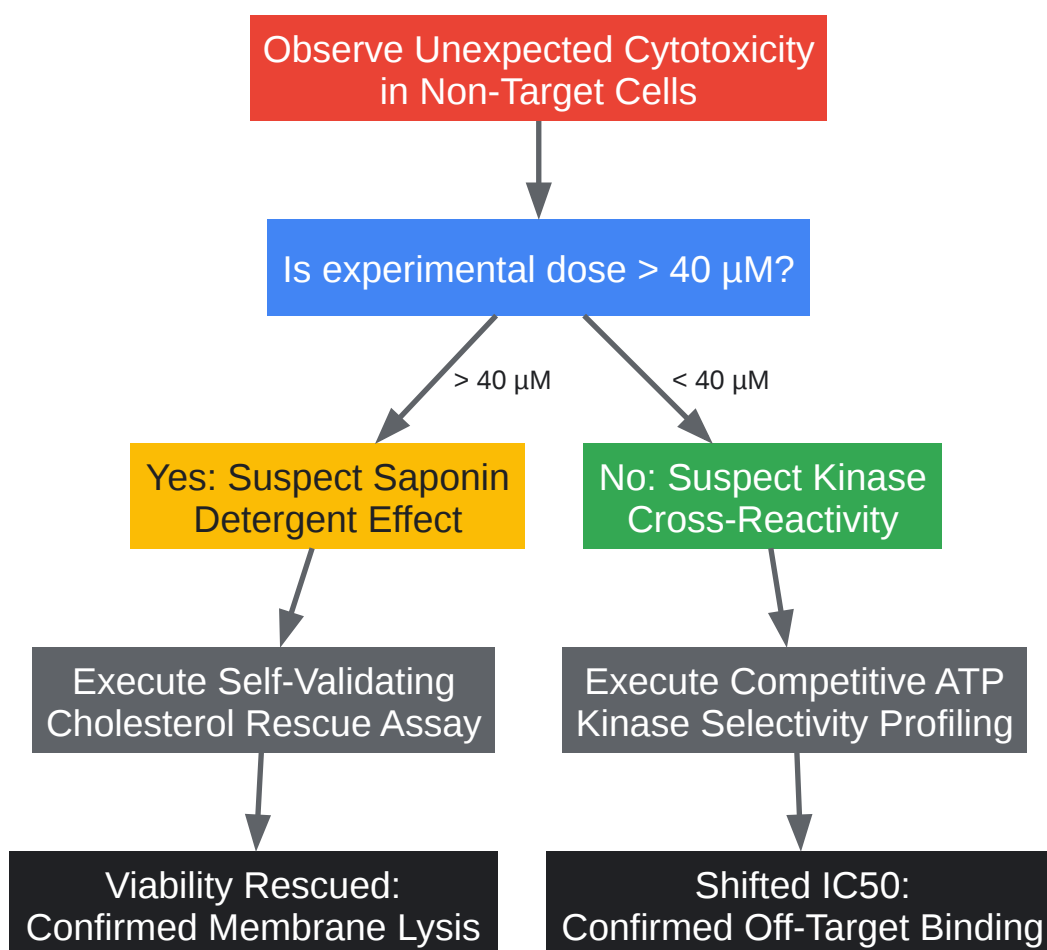 Observe Unexpected Cytotoxicity
in Non-Target Cells
Is experimental dose > 40 µM?
> 40 µM
< 40 µM
Yes: Suspect Saponin
Detergent Effect
No: Suspect Kinase
Cross-Reactivity
Execute Self-Validating
Cholesterol Rescue Assay
Execute Competitive ATP
Kinase Selectivity Profiling
Viability Rescued:
Confirmed Membrane Lysis
Shifted IC50:
Confirmed Off-Target Binding